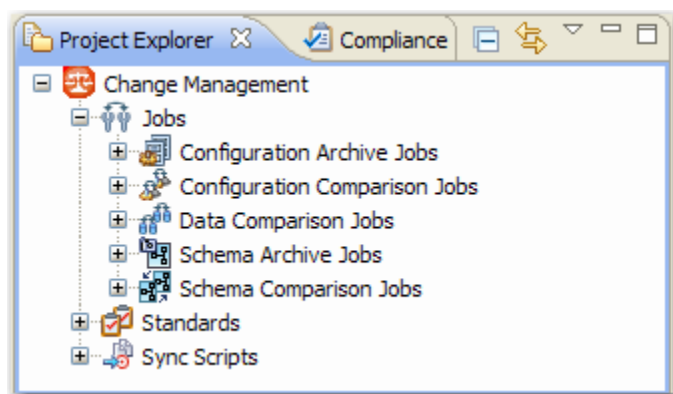 Project Explorer Compliance
Change Management
Jobs
Configuration Archive Jobs
Configuration Comparison Jobs
Data Comparison Jobs
Schema Archive Jobs
Schema Comparison Jobs
Standards
Sync Scripts